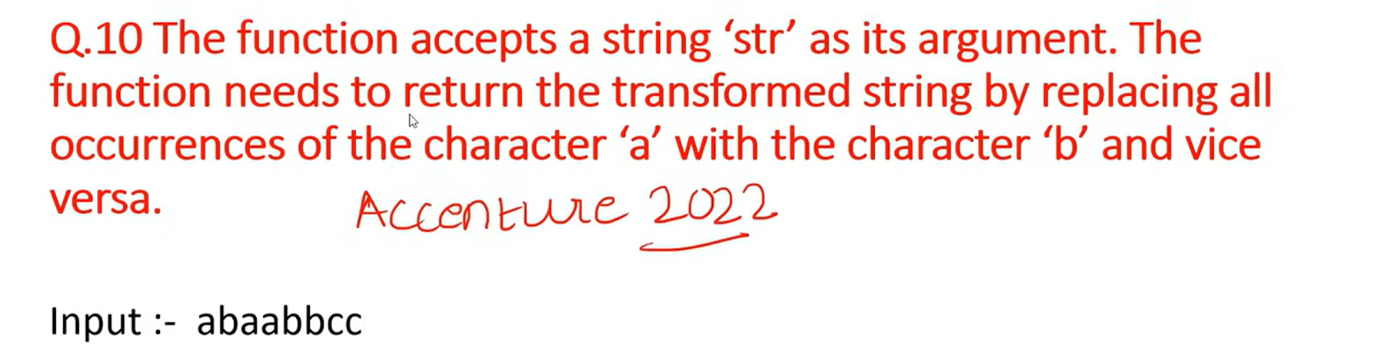 Q.10 The function accepts a string ‘str’ as its argument. The
function needs to return the transformed string by replacing all
occurrences of the character ‘a’ with the character ‘b’ and vice
versa.
Accenture 2022
Input :- abaabbcc